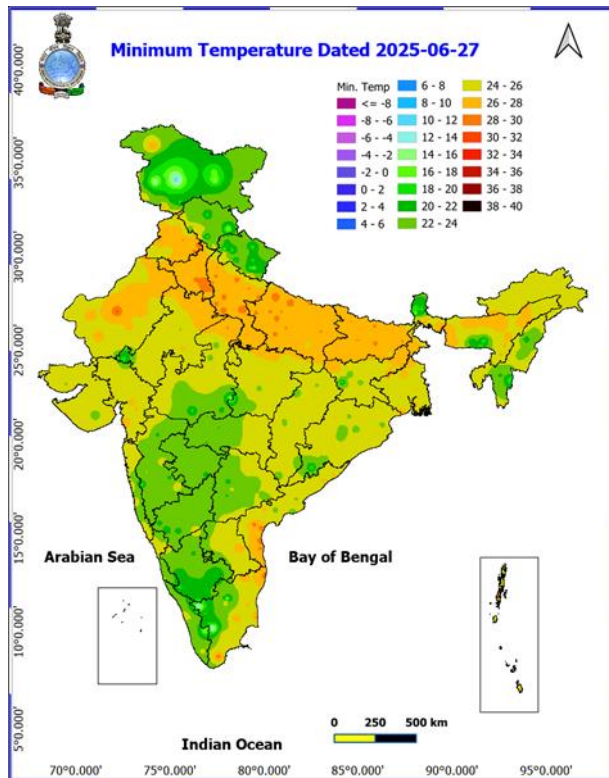 Minimum Temperature Dated 2025-06-27
Min. Temp
<= -8
-8 - -6
-6 - -4
-4 - -2
-2 - 0
0 - 2
2 - 4
4 - 6
6 - 8
8 - 10
10 - 12
12 - 14
14 - 16
16 - 18
18 - 20
20 - 22
22 - 24
24 - 26
26 - 28
28 - 30
30 - 32
32 - 34
34 - 36
36 - 38
38 - 40
40°0.000'
35°0.000'
30°0.000'
25°0.000'
20°0.000'
15°0.000'
10°0.000'
5°0.000'
Arabian Sea
Bay of Bengal
0 250 500 km
Indian Ocean
70°0.000' 75°0.000' 80°0.000' 85°0.000' 90°0.000' 95°0.000'